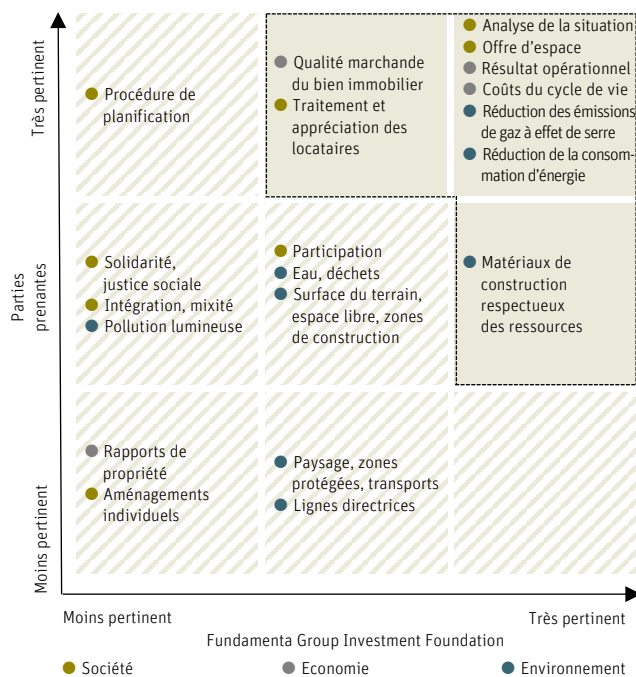 Très pertinent
Parties
prenantes
Moins pertinent
Procédure de
planification
Qualité marchande
du bien immobilier
Traitement et
appréciation des
locataires
Analyse de la situation
Offre d'espace
Résultat opérationnel
Coûts du cycle de vie
Réduction des émissions
de gaz à effet de serre
Réduction de la consom-
mation d'énergie
Solidarité,
justice sociale
Intégration, mixité
Pollution lumineuse
Participation
Eau, déchets
Surface du terrain,
espace libre, zones
de construction
Matériaux de
construction
respectueux
des ressources
Rapports de
propriété
Aménagements
individuels
Paysage, zones
protégées, transports
Lignes directrices
Moins pertinent
Très pertinent
Fundamenta Group Investment Foundation
Société
Economie
Environnement